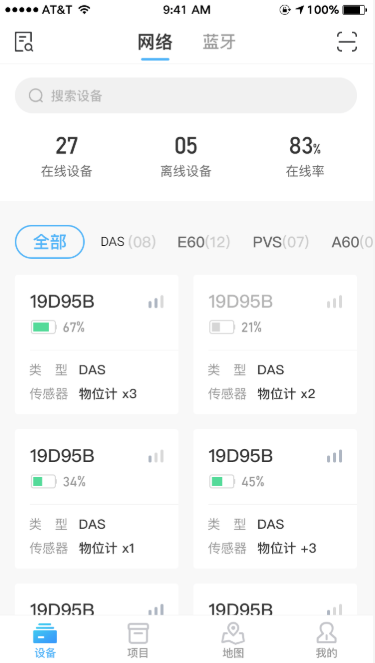 AT&T 9:41 AM 100%
网络 蓝牙
搜索设备
27 05 83%
在线设备 离线设备 在线率
全部 DAS (08) E60(12) PVS(07) A60(0
19D95B 19D95B
67% 21%
类 型 DAS 类 型 DAS
传感器 物位计 x3 传感器 物位计 x2
19D95B 19D95B
34% 45%
类 型 DAS 类 型 DAS
传感器 物位计 x1 传感器 物位计 +3
19D95B 19D95B
设备 项目 地图 我的